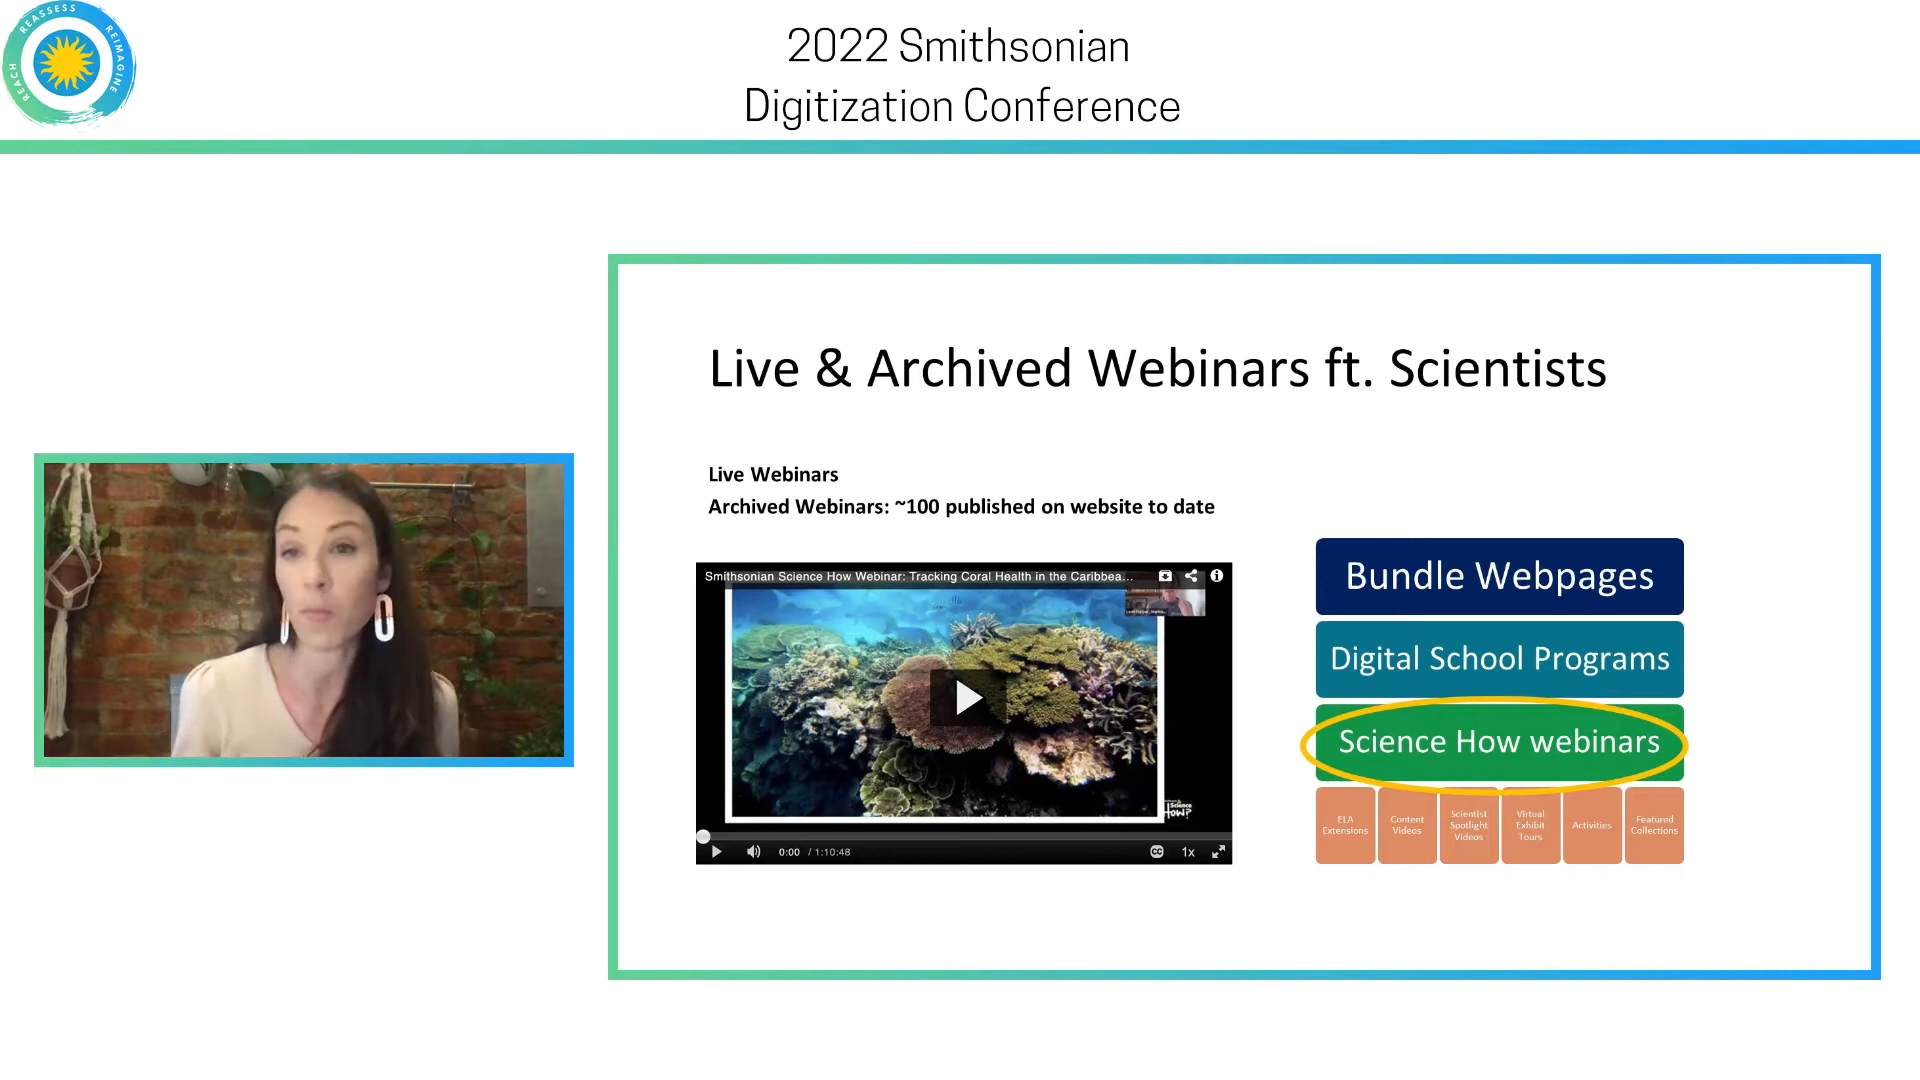 REACH REASSESS REIMAGINE
2022 Smithsonian
Digitization Conference
Live & Archived Webinars ft. Scientists
Live Webinars
Archived Webinars: ~100 published on website to date
Smithsonian Science How Webinar: Tracking Coral Health in the Caribbea...
Science
How?
0:00 / 1:10:48
CC
1x
Bundle Webpages
Digital School Programs
Science How webinars
ELA
Extensions
Content
Videos
Scientist
Spotlight
Videos
Virtual
Exhibit
Tours
Activities
Featured
Collections